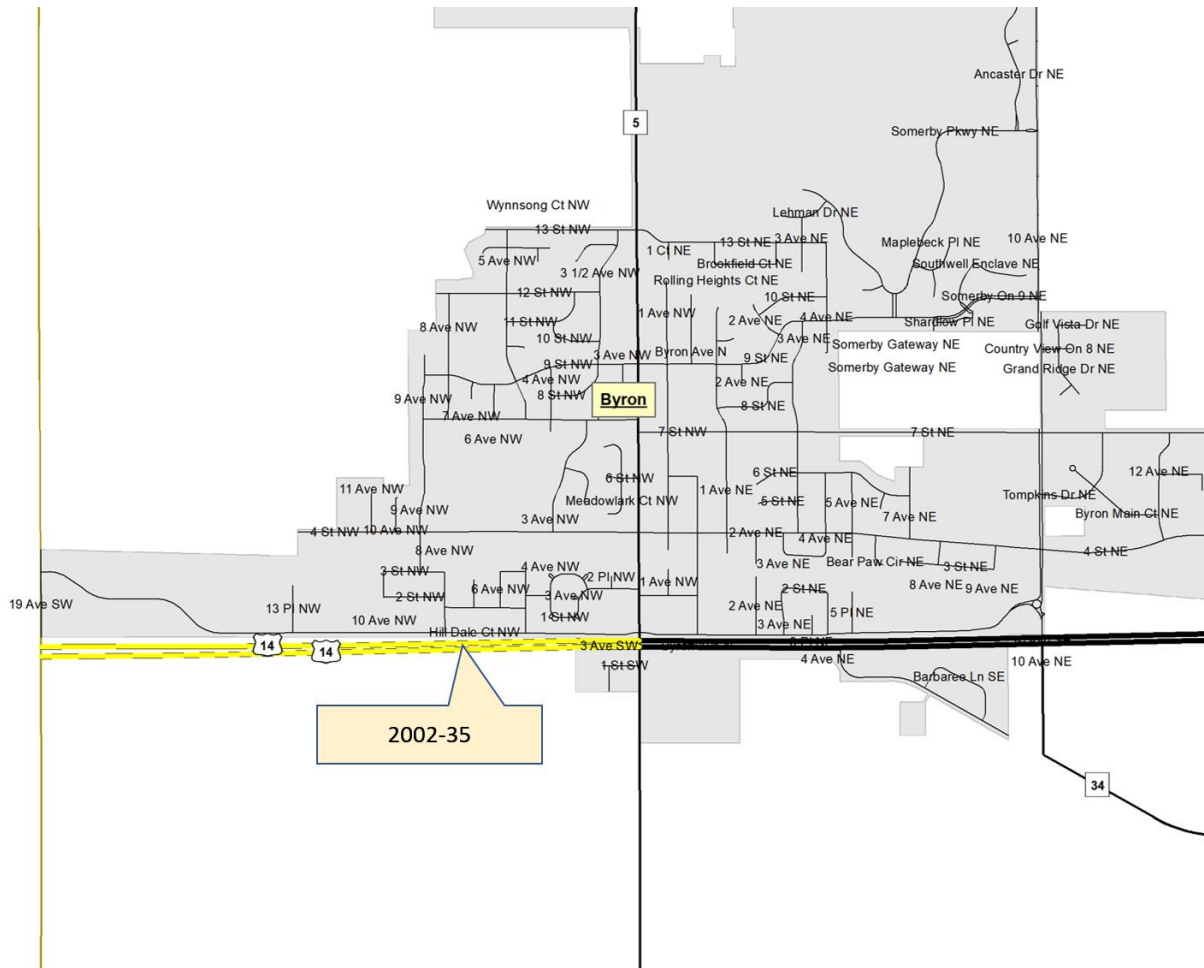 Ancaster Dr NE
5
Somerby Pkwy NE
Wynnsong Ct NW
Lehman Dr NE
13 St NW
13 St NE
3 Ave NE
Maplebeck Pl NE
10 Ave NE
1 Ct NE
5 Ave NW
Brookfield Ct NE
Southwell Enclave NE
3 1/2 Ave NW
Rolling Heights Ct NE
12 St NW
10 St NE
Somerby On 9 NE
1 Ave NW
11 St NW
2 Ave NE
4 Ave NE
Shardlow Pl NE
Golf Vista Dr NE
8 Ave NW
10 St NW
3 Ave NE
Somerby Gateway NE
Country View On 8 NE
3 Ave NW
Byron Ave N
9 St NE
9 St NW
Somerby Gateway NE
Grand Ridge Dr NE
4 Ave NW
2 Ave NE
8 St NW
9 Ave NW
Byron
8 St NE
7 Ave NW
7 St NW
7 St NE
6 Ave NW
6 St NW
6 St NE
12 Ave NE
11 Ave NW
1 Ave NE
Meadowlark Ct NW
5 St NE
5 Ave NE
Tompkins Dr NE
9 Ave NW
3 Ave NW
7 Ave NE
Byron Main Ct NE
4 St NW
10 Ave NW
2 Ave NE
4 Ave NE
8 Ave NW
4 St NE
3 Ave NE
Bear Paw Cir NE
3 St NE
3 St NW
4 Ave NW
2 Pl NW
1 Ave NW
2 St NE
8 Ave NE
9 Ave NE
6 Ave NW
2 St NW
3 Ave NW
19 Ave SW
13 Pl NW
2 Ave NE
5 Pl NE
10 Ave NW
1 St NW
3 Ave NE
Hill Dale Ct NW
14
14
3 Ave SW
4 Ave NE
10 Ave NE
1 St SW
Barbaree Ln SE
2002-35
34